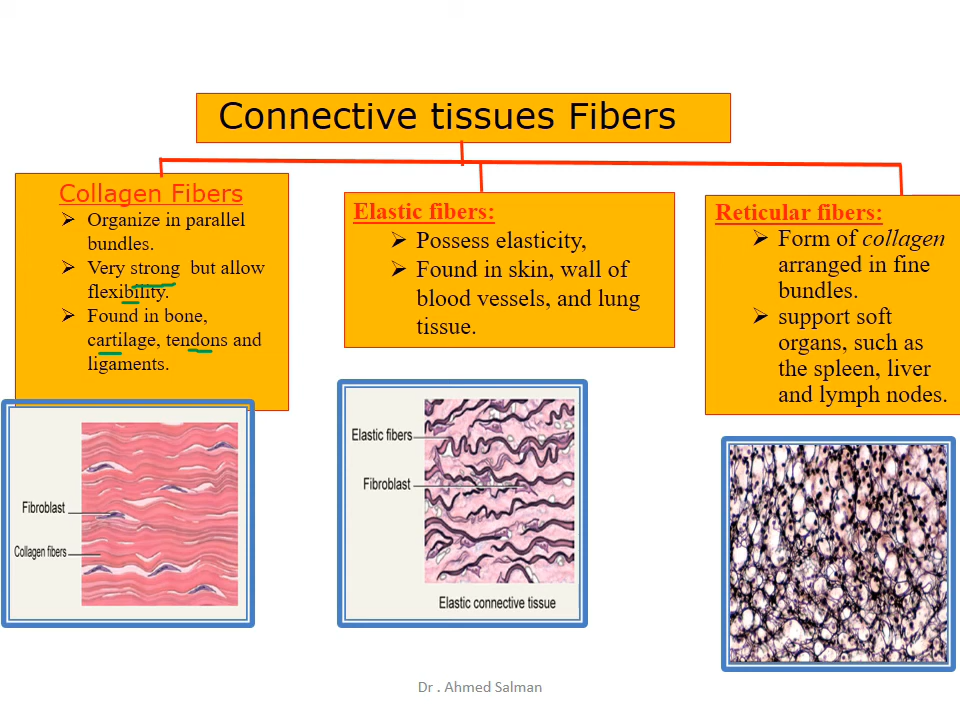 Connective tissues Fibers
Collagen Fibers
➢ Organize in parallel
bundles.
➢ Very strong but allow
flexibility.
➢ Found in bone,
cartilage, tendons and
ligaments.
Elastic fibers:
➢ Possess elasticity,
➢ Found in skin, wall of
blood vessels, and lung
tissue.
Reticular fibers:
➢ Form of collagen
arranged in fine
bundles.
➢ support soft
organs, such as
the spleen, liver
and lymph nodes.
Fibroblast
Collagen fibers
Elastic fibers
Fibroblast
Elastic connective tissue
Dr . Ahmed Salman